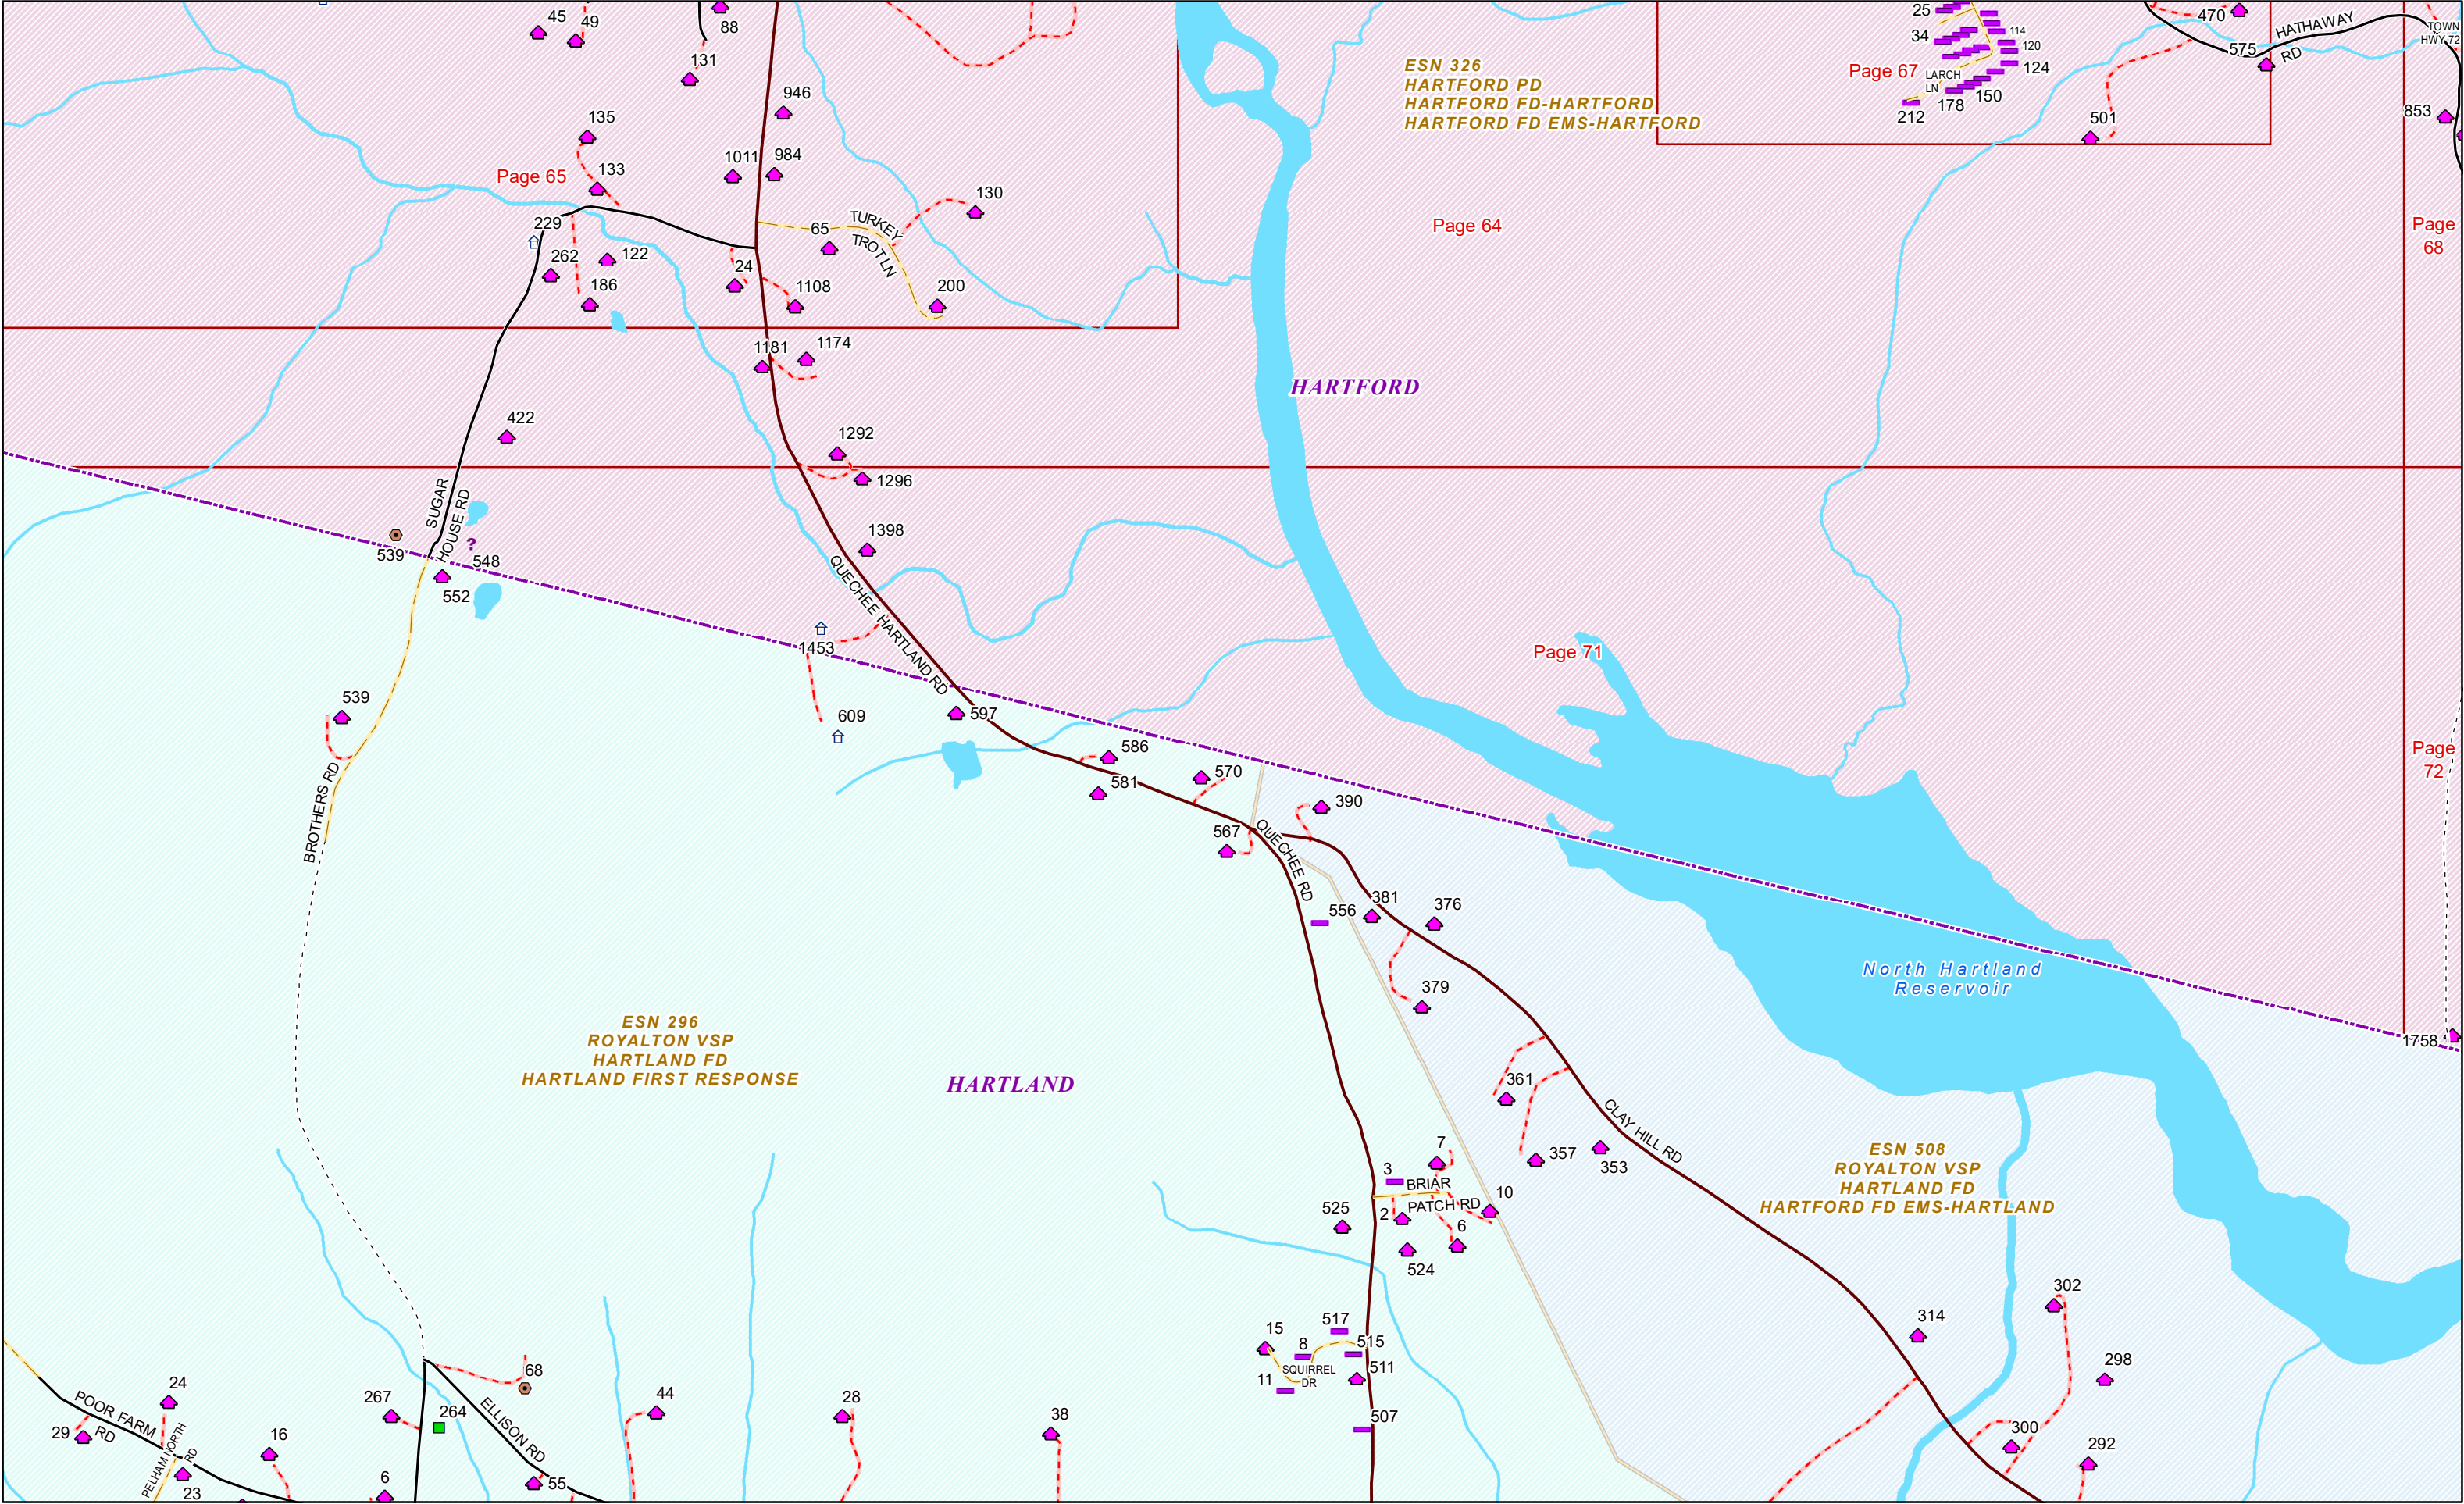 45
49
88
131
946
135
133
Page 65
1011
984
130
229
262
122
186
24
65
TURKEY
TROT LN
1108
200
1181
1174
422
1292
1296
1398
ESN 326
HARTFORD PD
HARTFORD FD-HARTFORD
HARTFORD FD EMS-HARTFORD
Page 64
HARTFORD
25
34
114
120
124
Page 67
LARCH
LN
150
178
212
470
575
HATHAWAY
RD
TOWN
HWY 72
501
853
Page
68
SUGAR
HOUSE RD
539
?
548
552
QUECHEE HARTLAND RD
1453
609
597
539
BROTHERS RD
586
581
570
567
390
QUECHEE RD
Page 71
Page
72
556
381
376
379
North Hartland
Reservoir
1758
ESN 296
ROYALTON VSP
HARTLAND FD
HARTLAND FIRST RESPONSE
HARTLAND
361
357
353
CLAY HILL RD
ESN 508
ROYALTON VSP
HARTLAND FD
HARTFORD FD EMS-HARTLAND
7
3
BRIAR
PATCH RD
10
2
6
525
524
302
314
298
300
292
517
15
8
515
SQUIRREL
DR
511
11
507
68
267
264
ELLISON RD
44
28
38
24
POOR FARM
RD
29
PELHAM NORTH
RD
16
23
6
55